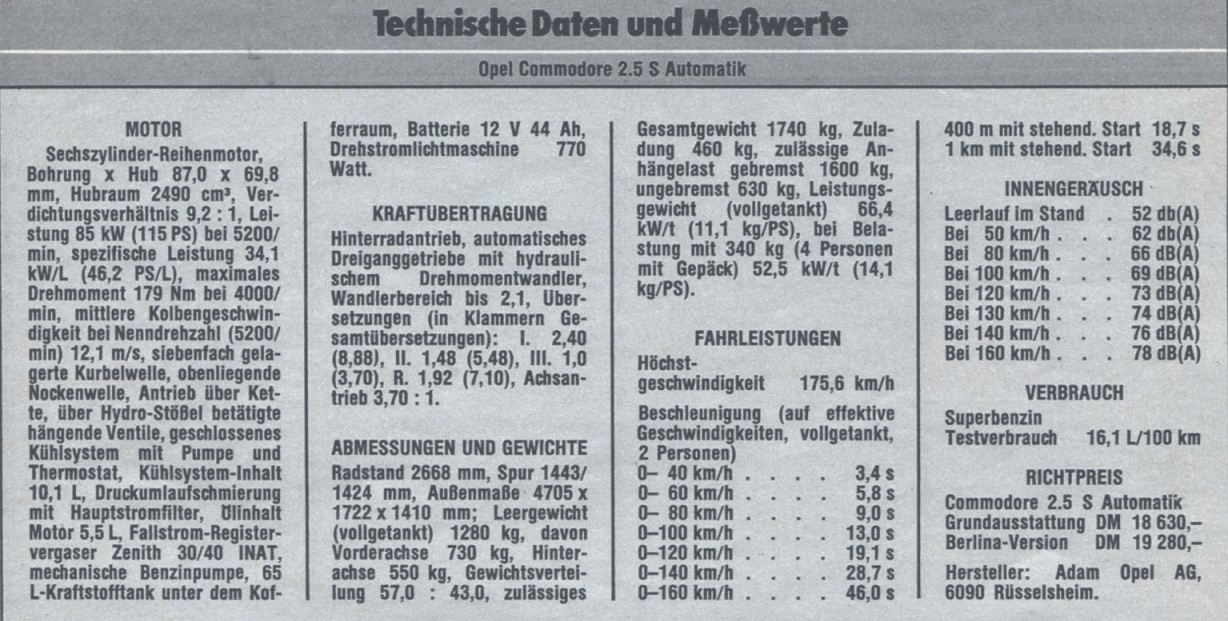 Technische Daten und Meßwerte
Opel Commodore 2.5 S Automatik
MOTOR
Sechszylinder-Reihenmotor,
Bohrung x Hub 87,0 x 69,8
mm, Hubraum 2490 cm³, Ver-
dichtungsverhältnis 9,2 : 1, Lei-
stung 85 kW (115 PS) bei 5200/
min, spezifische Leistung 34,1
kW/L (46,2 PS/L), maximales
Drehmoment 179 Nm bei 4000/
min, mittlere Kolbengeschwin-
digkeit bei Nenndrehzahl (5200/
min) 12,1 m/s, siebenfach gela-
gerte Kurbelwelle, obenliegende
Nockenwelle, Antrieb über Ket-
te, über Hydro-Stößel betätigte
hängende Ventile, geschlossenes
Kühlsystem mit Pumpe und
Thermostat, Kühlsystem-Inhalt
10,1 L, Druckumlaufschmierung
mit Hauptstromfilter, Ölinhalt
Motor 5,5 L, Fallstrom-Register-
vergaser Zenith 30/40 INAT,
mechanische Benzinpumpe, 65
L-Kraftstofftank unter dem Kof-
ferraum, Batterie 12 V 44 Ah,
Drehstromlichtmaschine 770
Watt.
KRAFTUBERTRAGUNG
Hinterradantrieb, automatisches
Dreiganggetriebe mit hydrauli-
schem Drehmomentwandler,
Wandlerbereich bis 2,1, Uber-
setzungen (in Klammern Ge-
samtübersetzungen): I. 2,40
(8,88), II. 1,48 (5,48), III. 1,0
(3,70), R. 1,92 (7,10), Achsan-
trieb 3,70 : 1.
ABMESSUNGEN UND GEWICHTE
Radstand 2668 mm, Spur 1443/
1424 mm, Außenmaße 4705 x
1722 x 1410 mm; Leergewicht
(vollgetankt) 1280 kg, davon
Vorderachse 730 kg, Hinter-
achse 550 kg, Gewichtsvertei-
lung 57,0 : 43,0, zulässiges
Gesamtgewicht 1740 kg, Zula-
dung 460 kg, zulässige An-
hängelast gebremst 1600 kg,
ungebremst 630 kg, Leistungs-
gewicht (vollgetankt) 66,4
kW/t (11,1 kg/PS), bei Bela-
stung mit 340 kg (4 Personen
mit Gepäck) 52,5 kW/t (14,1
kg/PS).
FAHRLEISTUNGEN
Höchst-
geschwindigkeit 175,6 km/h
Beschleunigung (auf effektive
Geschwindigkeiten, vollgetankt,
2 Personen)
0– 40 km/h . . . . 3,4 s
0– 60 km/h . . . . 5,8 s
0– 80 km/h . . . . 9,0 s
0–100 km/h . . . . 13,0 s
0–120 km/h . . . . 19,1 s
0–140 km/h . . . . 28,7 s
0–160 km/h . . . . 46,0 s
400 m mit stehend. Start 18,7 s
1 km mit stehend. Start 34,6 s
INNENGERÄUSCH
Leerlauf im Stand . 52 db(A)
Bei 50 km/h . . . 62 db(A)
Bei 80 km/h . . . 66 dB(A)
Bei 100 km/h . . . 69 dB(A)
Bei 120 km/h . . . 73 dB(A)
Bei 130 km/h . . . 74 dB(A)
Bei 140 km/h . . . 76 dB(A)
Bei 160 km/h . . . 78 dB(A)
VERBRAUCH
Superbenzin
Testverbrauch 16,1 L/100 km
RICHTPREIS
Commodore 2.5 S Automatik
Grundausstattung DM 18 630,–
Berlina-Version DM 19 280,–
Hersteller: Adam Opel AG,
6090 Rüsselsheim.